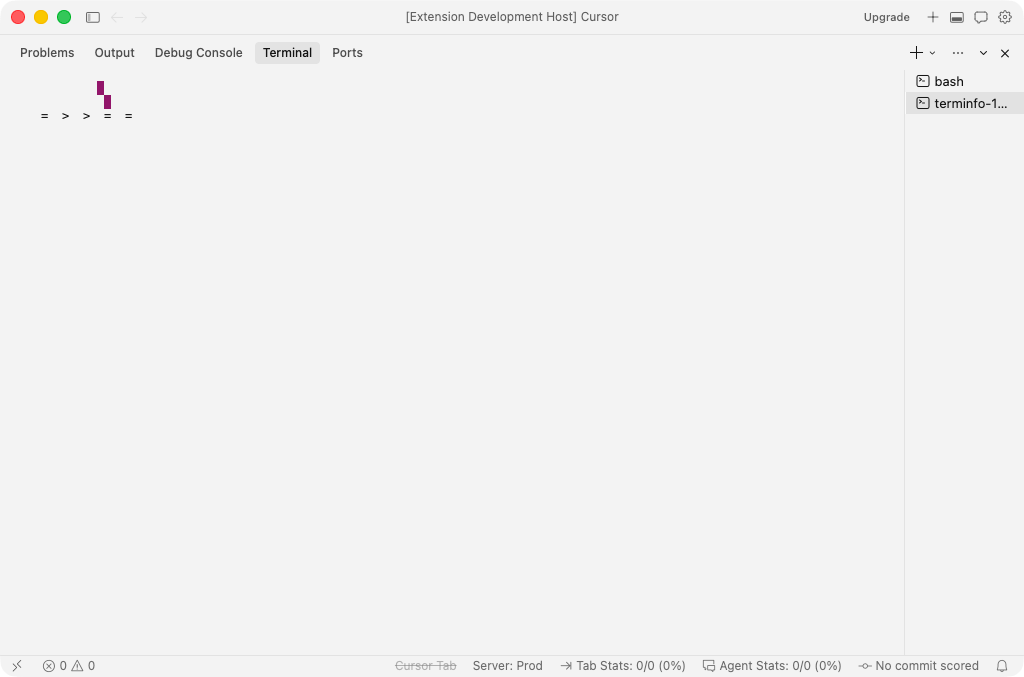 [Extension Development Host] Cursor
Upgrade
Problems Output Debug Console Terminal Ports
bash
terminfo-1...
= > > = =
0 0 Cursor Tab Server: Prod Tab Stats: 0/0 (0%) Agent Stats: 0/0 (0%) No commit scored